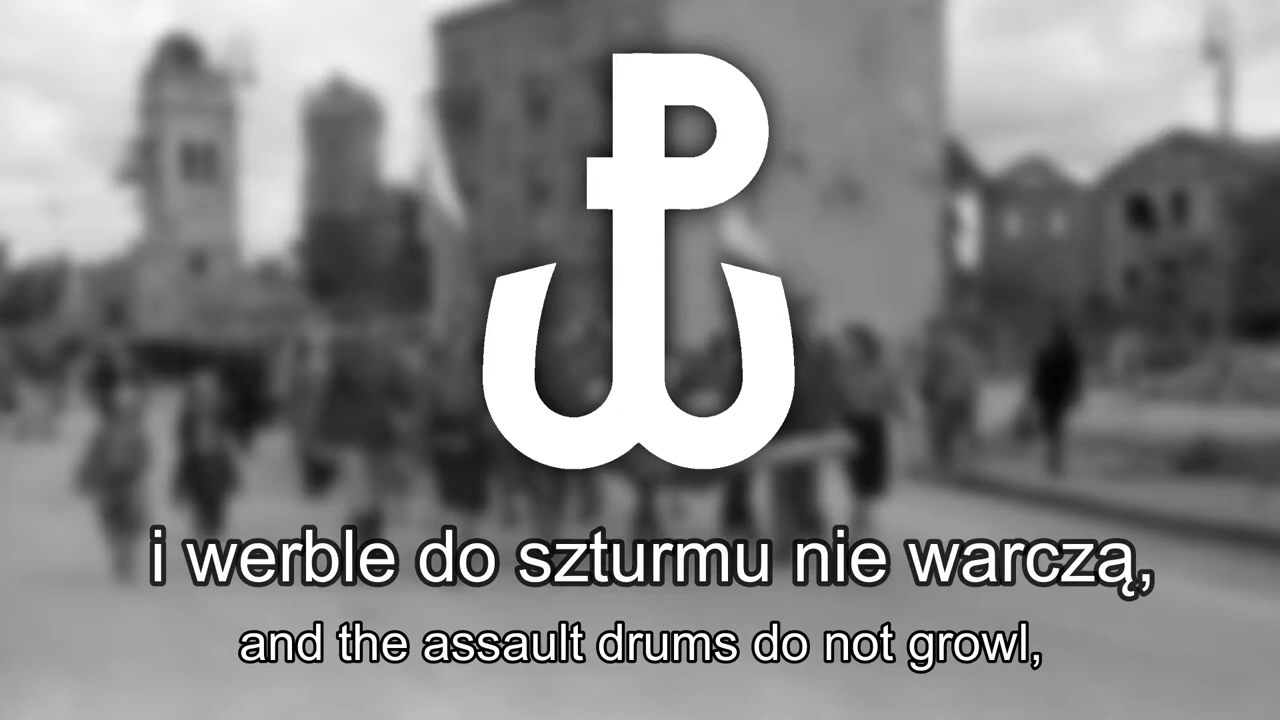 i werble do szturmu nie warczą,
and the assault drums do not growl,